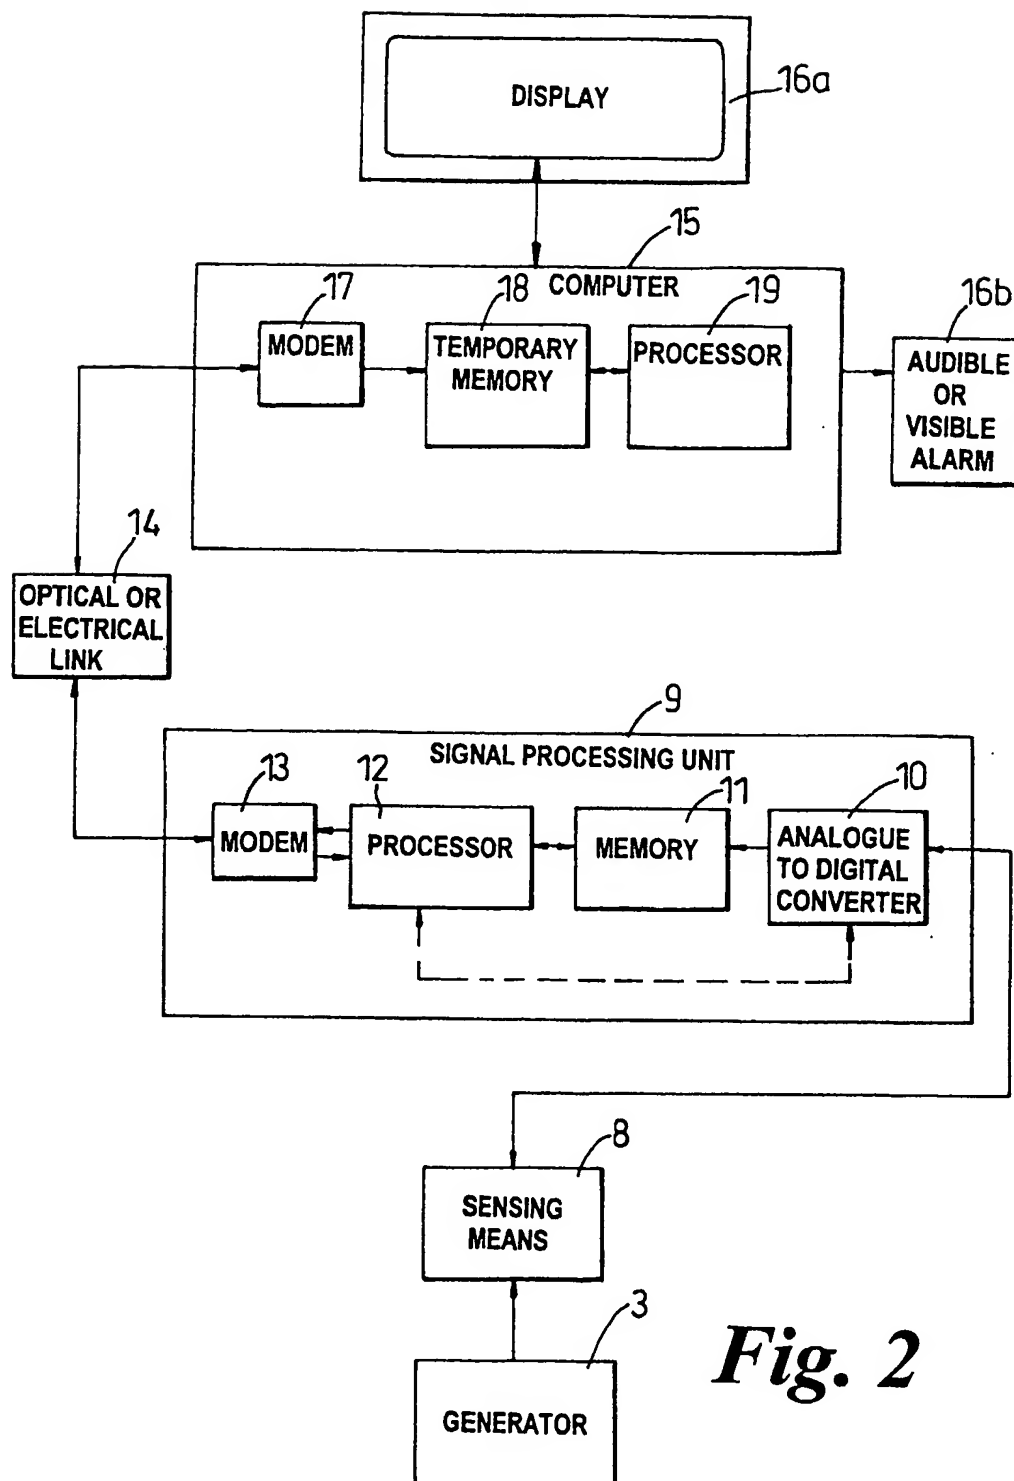 DISPLAY
16a
15
COMPUTER
17
MODEM
18
TEMPORARY
MEMORY
19
PROCESSOR
16b
AUDIBLE
OR
VISIBLE
ALARM
14
OPTICAL OR
ELECTRICAL
LINK
9
SIGNAL PROCESSING UNIT
13
MODEM
12
PROCESSOR
11
MEMORY
10
ANALOGUE
TO DIGITAL
CONVERTER
8
SENSING
MEANS
3
GENERATOR
Fig. 2